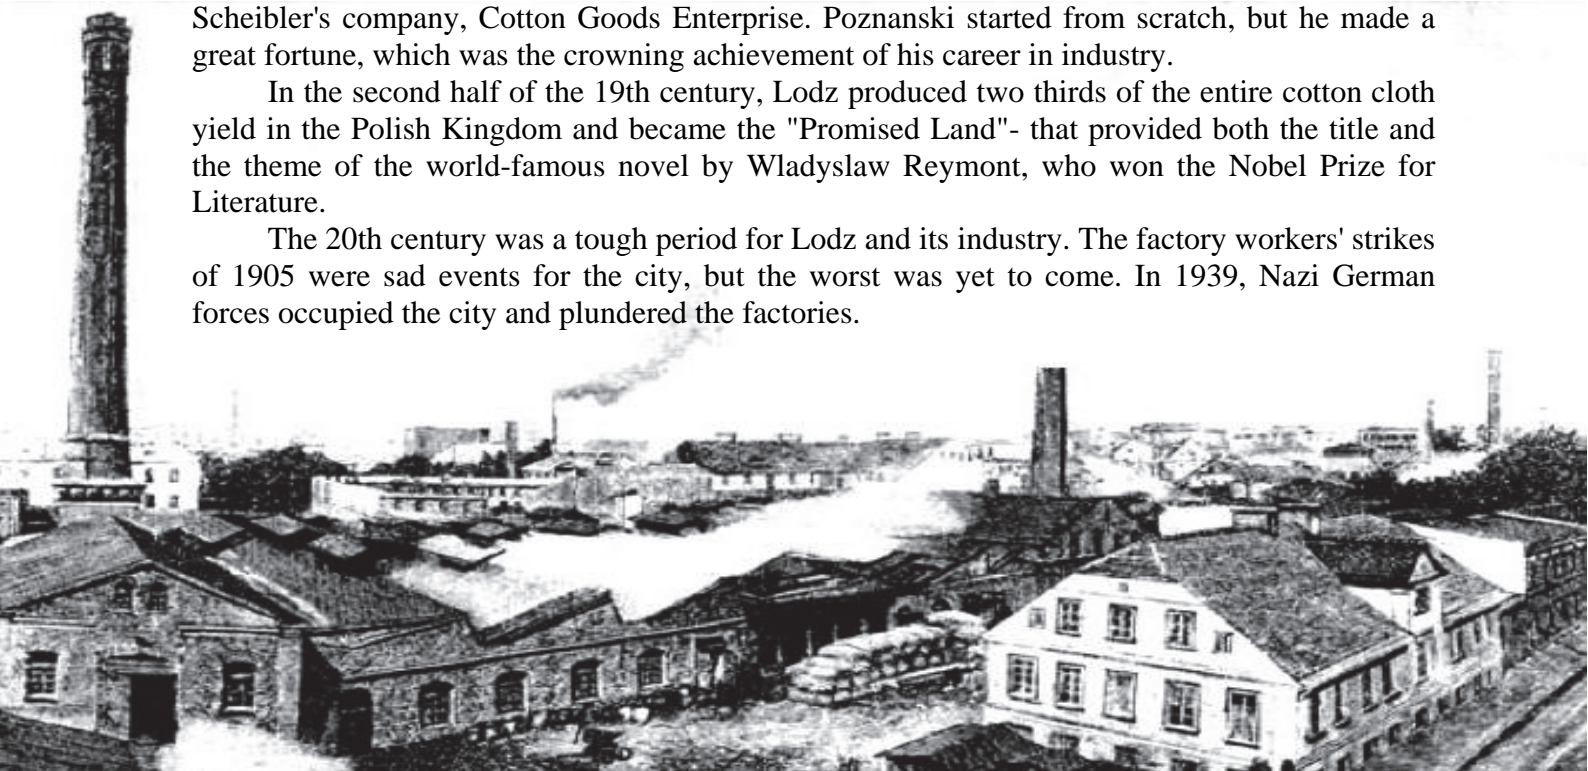 Scheibler's company, Cotton Goods Enterprise. Poznanski started from scratch, but he made a
great fortune, which was the crowning achievement of his career in industry.
In the second half of the 19th century, Lodz produced two thirds of the entire cotton cloth
yield in the Polish Kingdom and became the "Promised Land"- that provided both the title and
the theme of the world-famous novel by Wladyslaw Reymont, who won the Nobel Prize for
Literature.
The 20th century was a tough period for Lodz and its industry. The factory workers' strikes
of 1905 were sad events for the city, but the worst was yet to come. In 1939, Nazi German
forces occupied the city and plundered the factories.